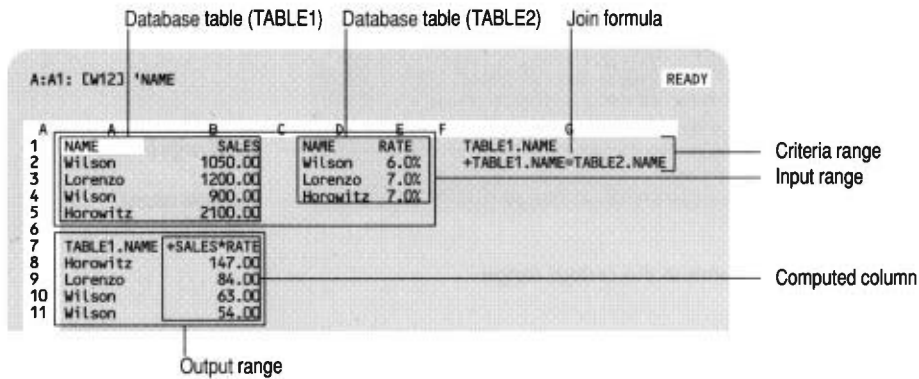 Database table (TABLE1) Database table (TABLE2) Join formula
A:A1: [W12] 'NAME READY
A A B C D E F G
1 NAME SALES NAME RATE TABLE1.NAME
2 Wilson 1050.00 Wilson 6.0% +TABLE1.NAME=TABLE2.NAME
Criteria range
3 Lorenzo 1200.00 Lorenzo 7.0%
Input range
4 Wilson 900.00 Horowitz 7.0%
5 Horowitz 2100.00
6
7 TABLE1.NAME +SALES*RATE
8 Horowitz 147.00
9 Lorenzo 84.00 Computed column
10 Wilson 63.00
11 Wilson 54.00
Output range